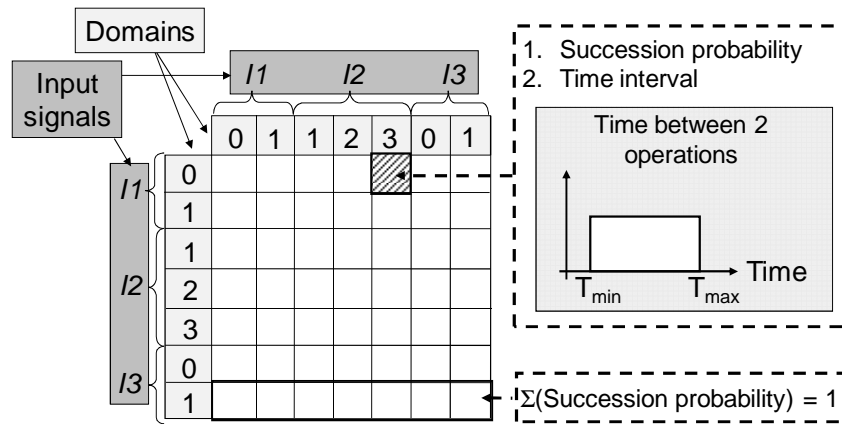 Domains
Input
signals
I1 I2 I3
0 1 1 2 3 0 1
I1
0
1
I2
1
2
3
I3
0
1
1. Succession probability
2. Time interval
Time between 2
operations
Time
Tmin Tmax
Σ(Succession probability) = 1